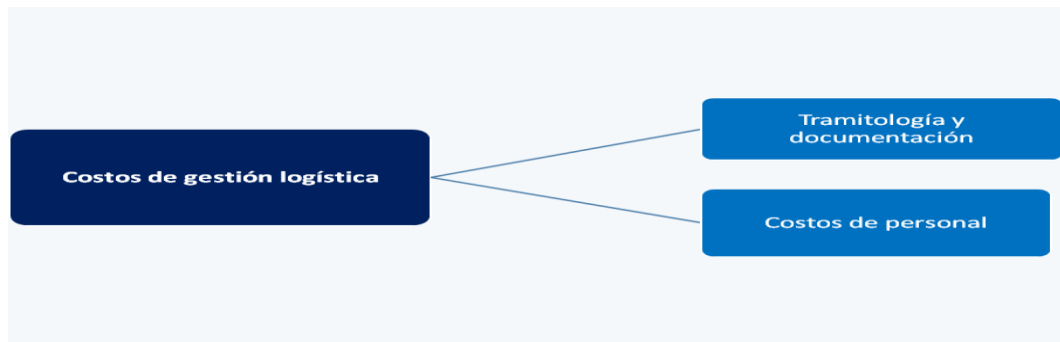 Costos de gestión logística
Tramitología y
documentación
Costos de personal